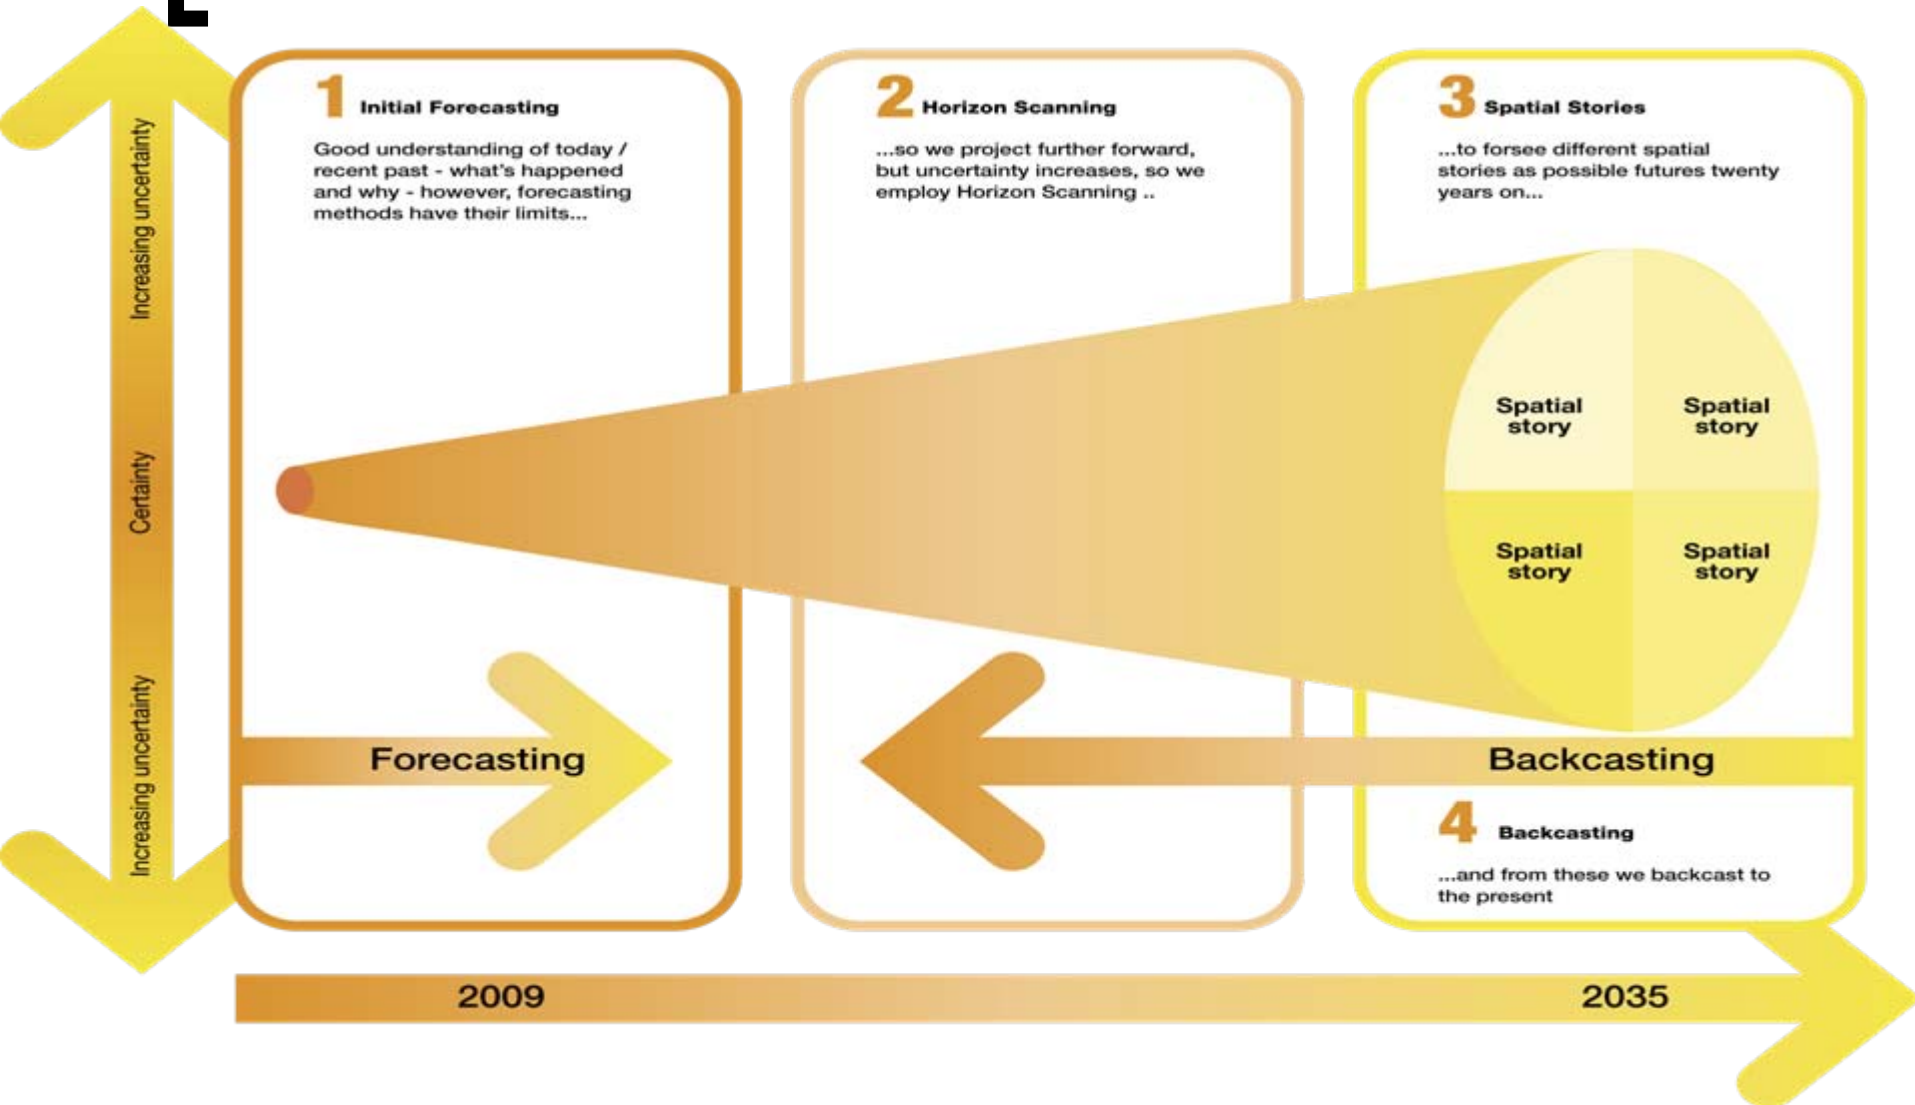 Increasing uncertainty
Certainty
Increasing uncertainty
1 Initial Forecasting
Good understanding of today /
recent past - what's happened
and why - however, forecasting
methods have their limits...
2 Horizon Scanning
...so we project further forward,
but uncertainty increases, so we
employ Horizon Scanning ..
3 Spatial Stories
...to forsee different spatial
stories as possible futures twenty
years on...
Spatial
story
Spatial
story
Spatial
story
Spatial
story
Forecasting
Backcasting
4 Backcasting
...and from these we backcast to
the present
2009
2035